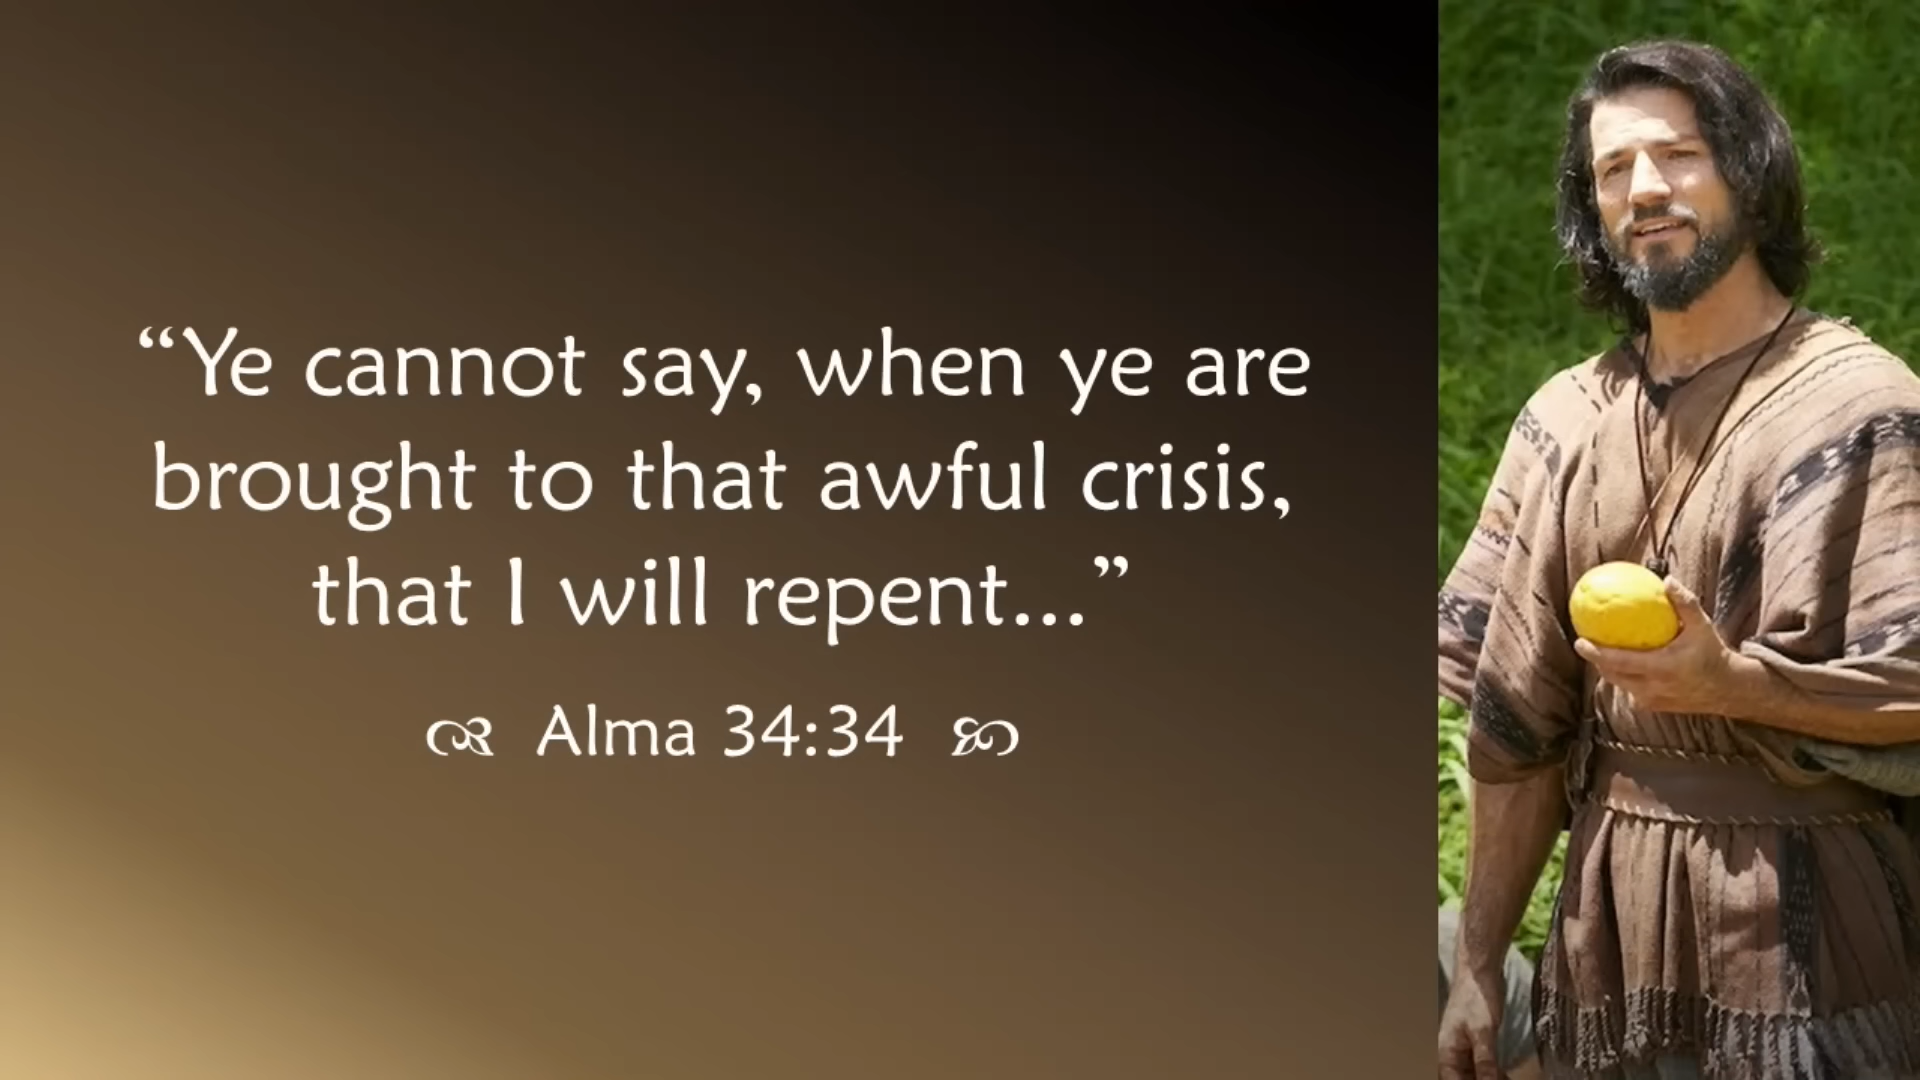 “Ye cannot say, when ye are
brought to that awful crisis,
that I will repent...”
Alma 34:34